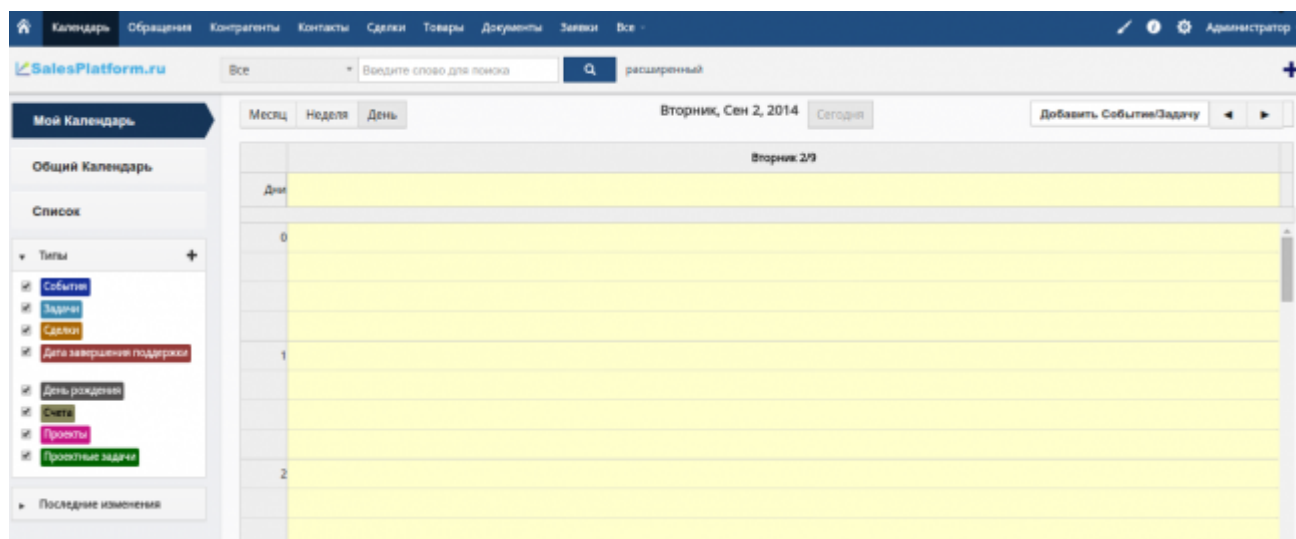 Календарь Обращения Контрагенты Контакты Сделки Товары Документы Заявки Все Администратор
SalesPlatform.ru Все Введите слово для поиска расширенный
Мой Календарь Месяц Неделя День Вторник, Сен 2, 2014 Сегодня Добавить Событие/Задачу
Вторник 2/9
Общий Календарь
Дни
Список
0
Типы
События
Задачи
Сделки
Дата завершения поддержки
1
День рождения
Счета
Проекты
Проектные задачи
2
Последние изменения